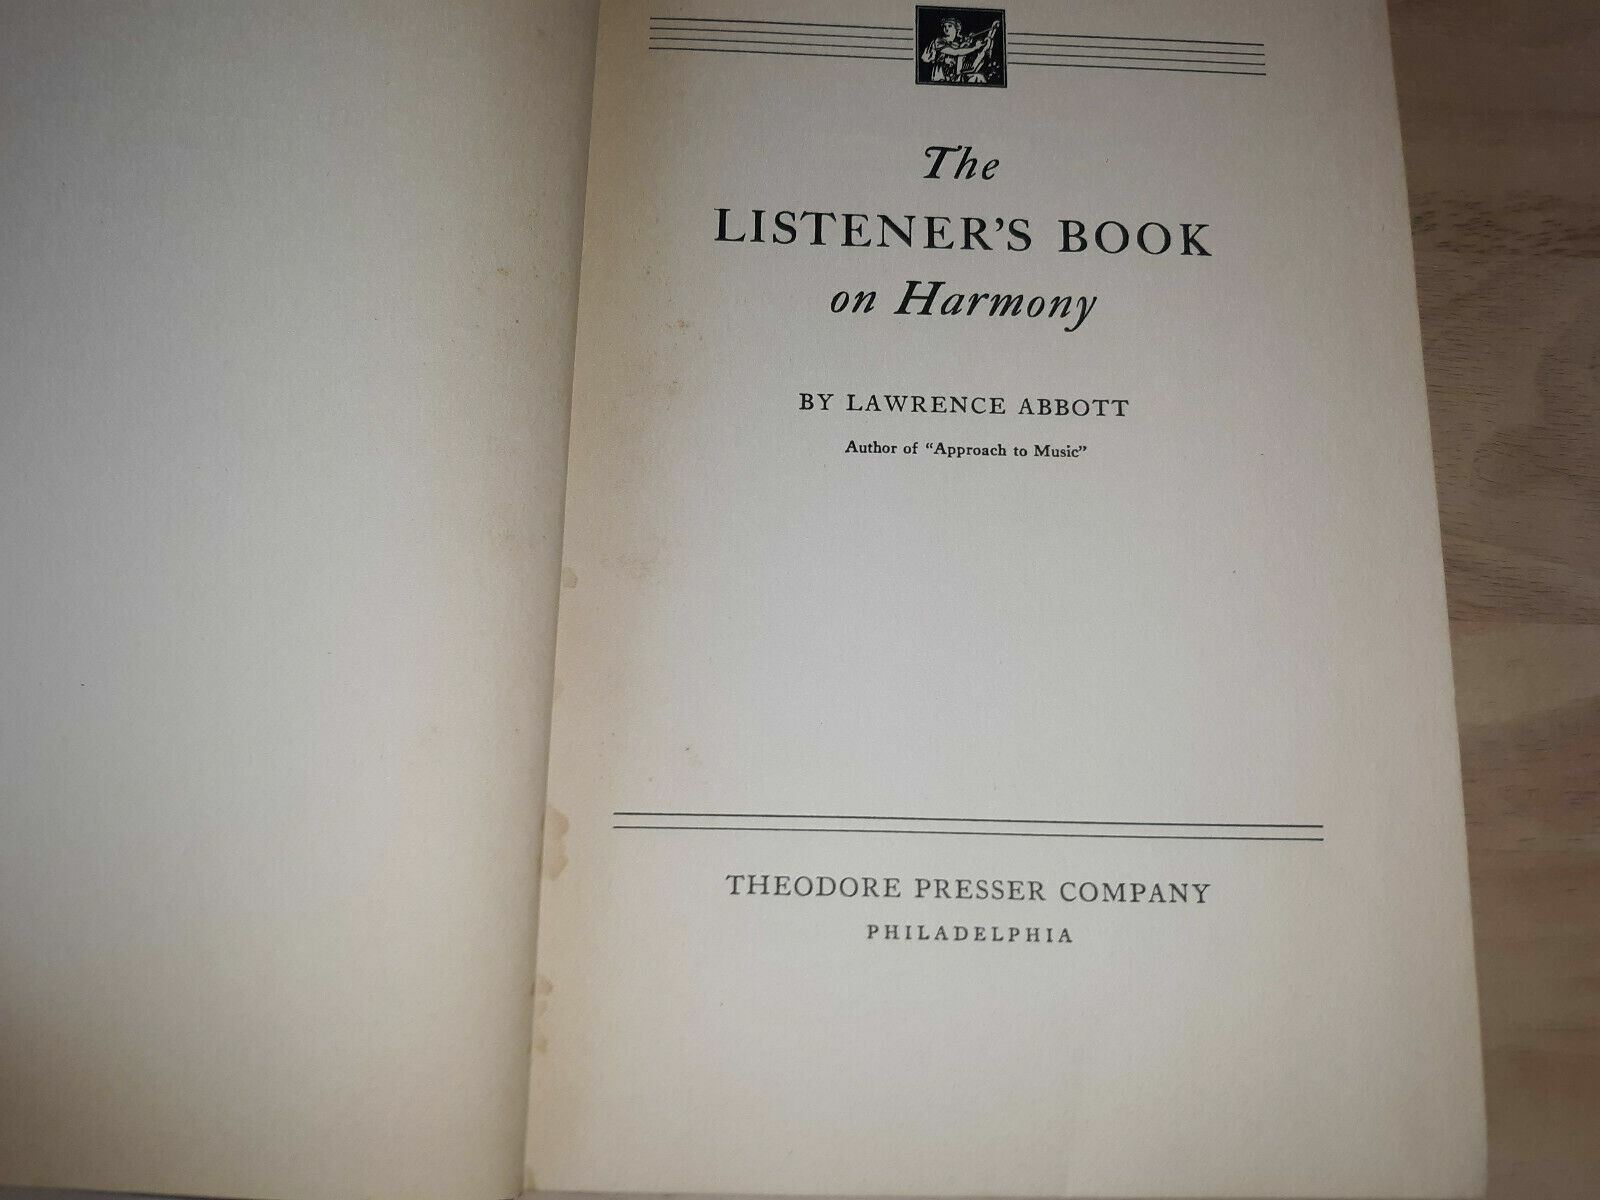 The
LISTENER'S BOOK
on Harmony
BY LAWRENCE ABBOTT
Author of “Approach to Music”
THEODORE PRESSER COMPANY
PHILADELPHIA